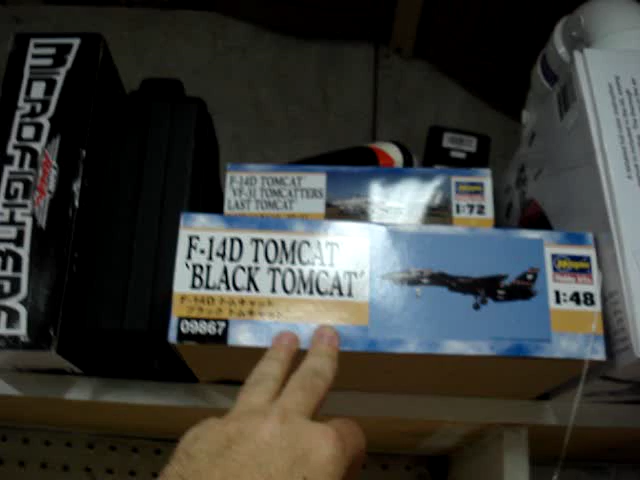 MICROFIGHTERS
F-14D TOMCAT
'VF-31 TOMCATTERS
LAST TOMCAT'
Hasegawa
1:72
F-14D TOMCAT
'BLACK TOMCAT'
F-14D トムキャット
ブラック トムキャット
09867
Hasegawa
1:48